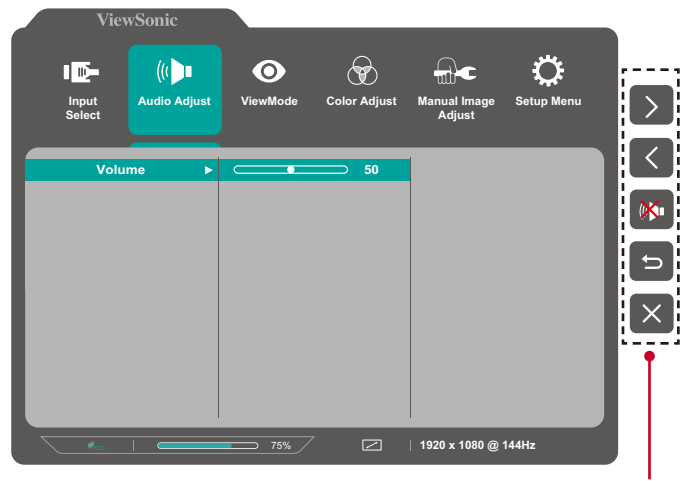 ViewSonic
Input
Select
Audio Adjust
ViewMode
Color Adjust
Manual Image
Adjust
Setup Menu
Volume
50
75%
1920 x 1080 @ 144Hz